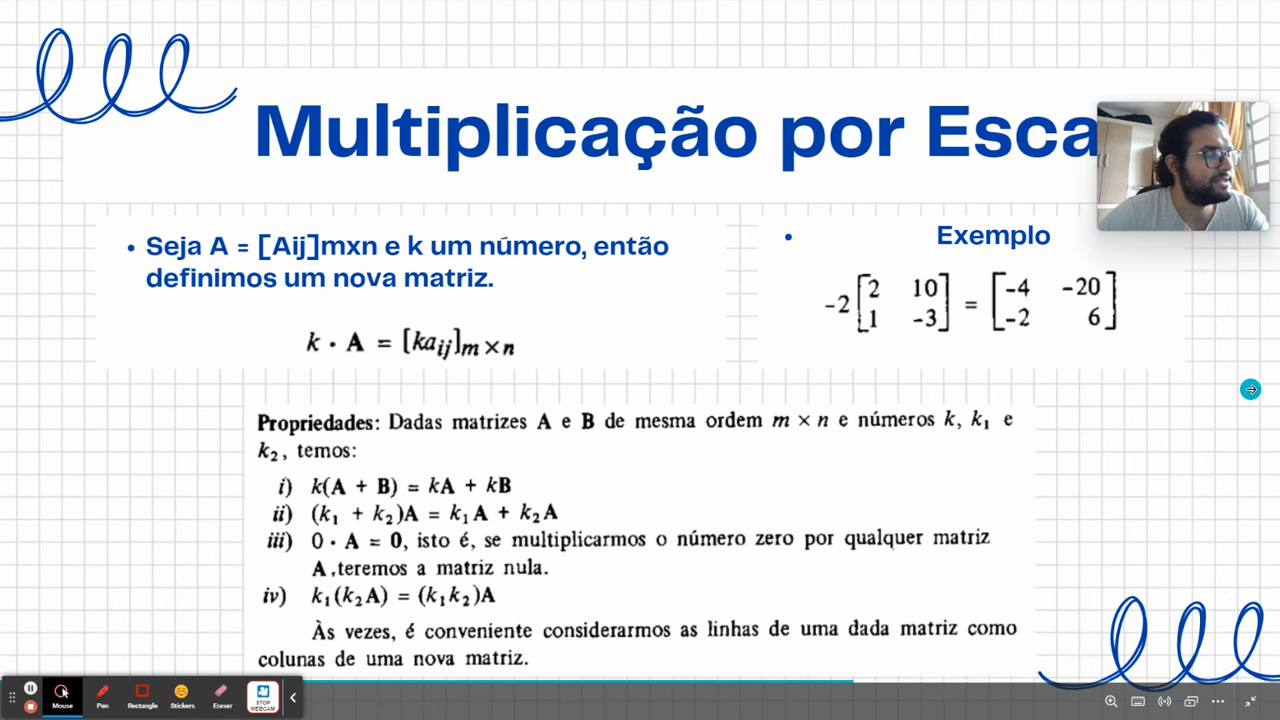 Multiplicação por Esca
• Seja A = [Aij]mxn e k um número, então
definimos um nova matriz.
k · A = [ka_ij]_m×n
• Exemplo
-2 [2 10; 1 -3] = [-4 -20; -2 6]
Propriedades: Dadas matrizes A e B de mesma ordem m × n e números k, k₁ e
k₂, temos:
i) k(A + B) = kA + kB
ii) (k₁ + k₂)A = k₁A + k₂A
iii) 0 · A = 0, isto é, se multiplicarmos o número zero por qualquer matriz
A, teremos a matriz nula.
iv) k₁(k₂A) = (k₁k₂)A
Às vezes, é conveniente considerarmos as linhas de uma dada matriz como
colunas de uma nova matriz.
Mouse
Pen
Rectangle
Stickers
Eraser
STOP
WEBCAM